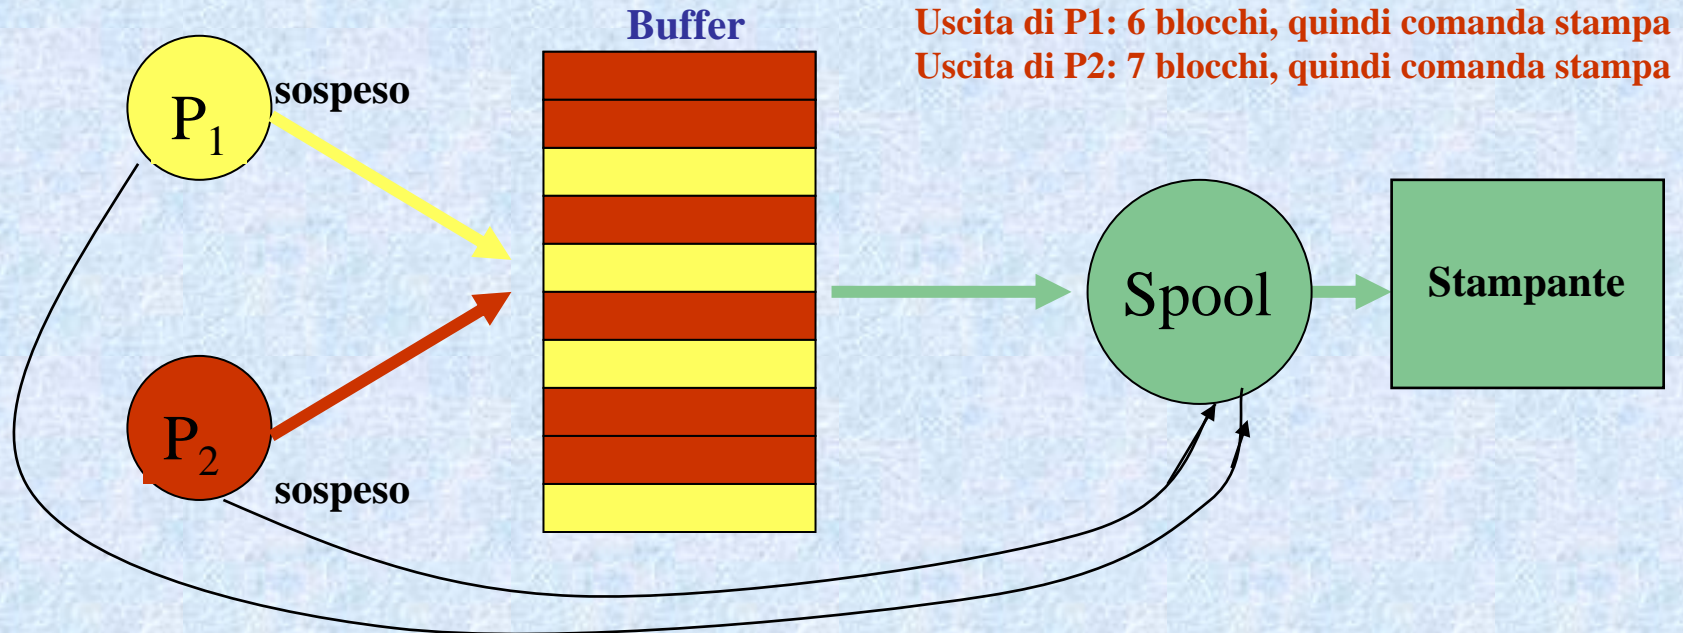 Buffer
Uscita di P1: 6 blocchi, quindi comanda stampa
Uscita di P2: 7 blocchi, quindi comanda stampa
sospeso
P1
Spool
Stampante
P2
sospeso